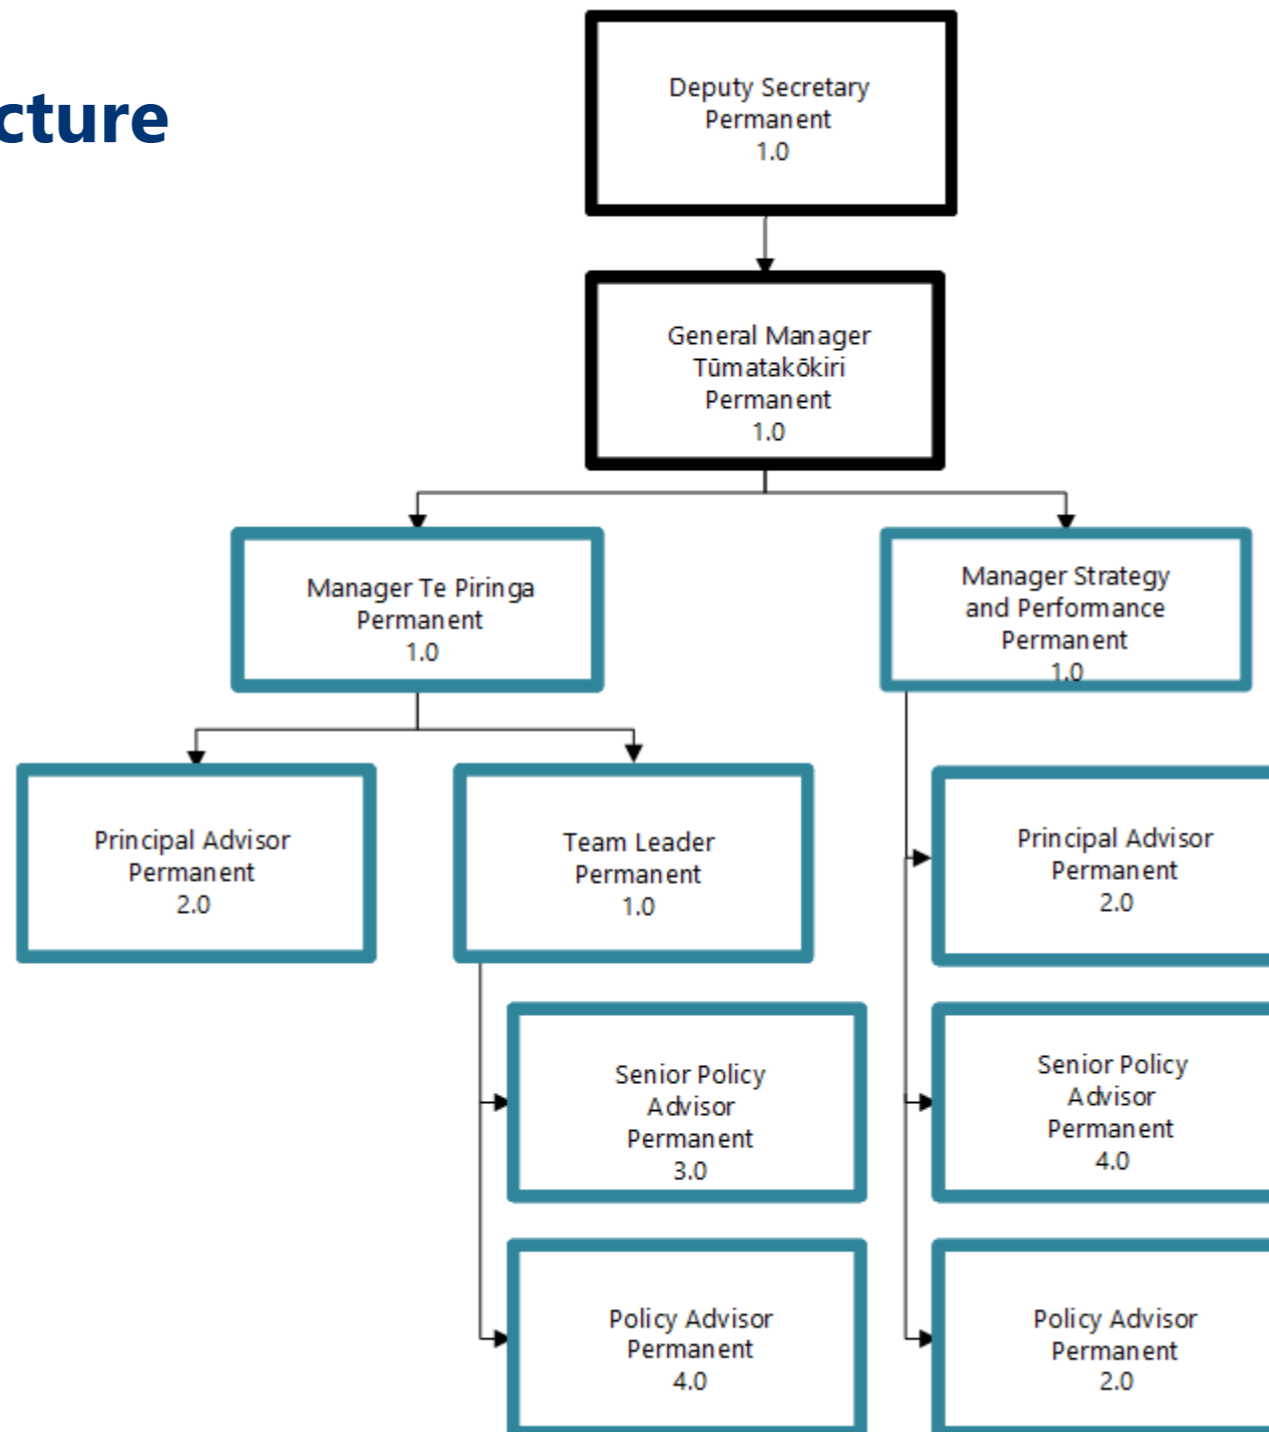 cture
Deputy Secretary
Permanent
1.0
General Manager
Tūmatakōkiri
Permanent
1.0
Manager Te Piringa
Permanent
1.0
Manager Strategy
and Performance
Permanent
1.0
Principal Advisor
Permanent
2.0
Team Leader
Permanent
1.0
Principal Advisor
Permanent
2.0
Senior Policy
Advisor
Permanent
3.0
Senior Policy
Advisor
Permanent
4.0
Policy Advisor
Permanent
4.0
Policy Advisor
Permanent
2.0